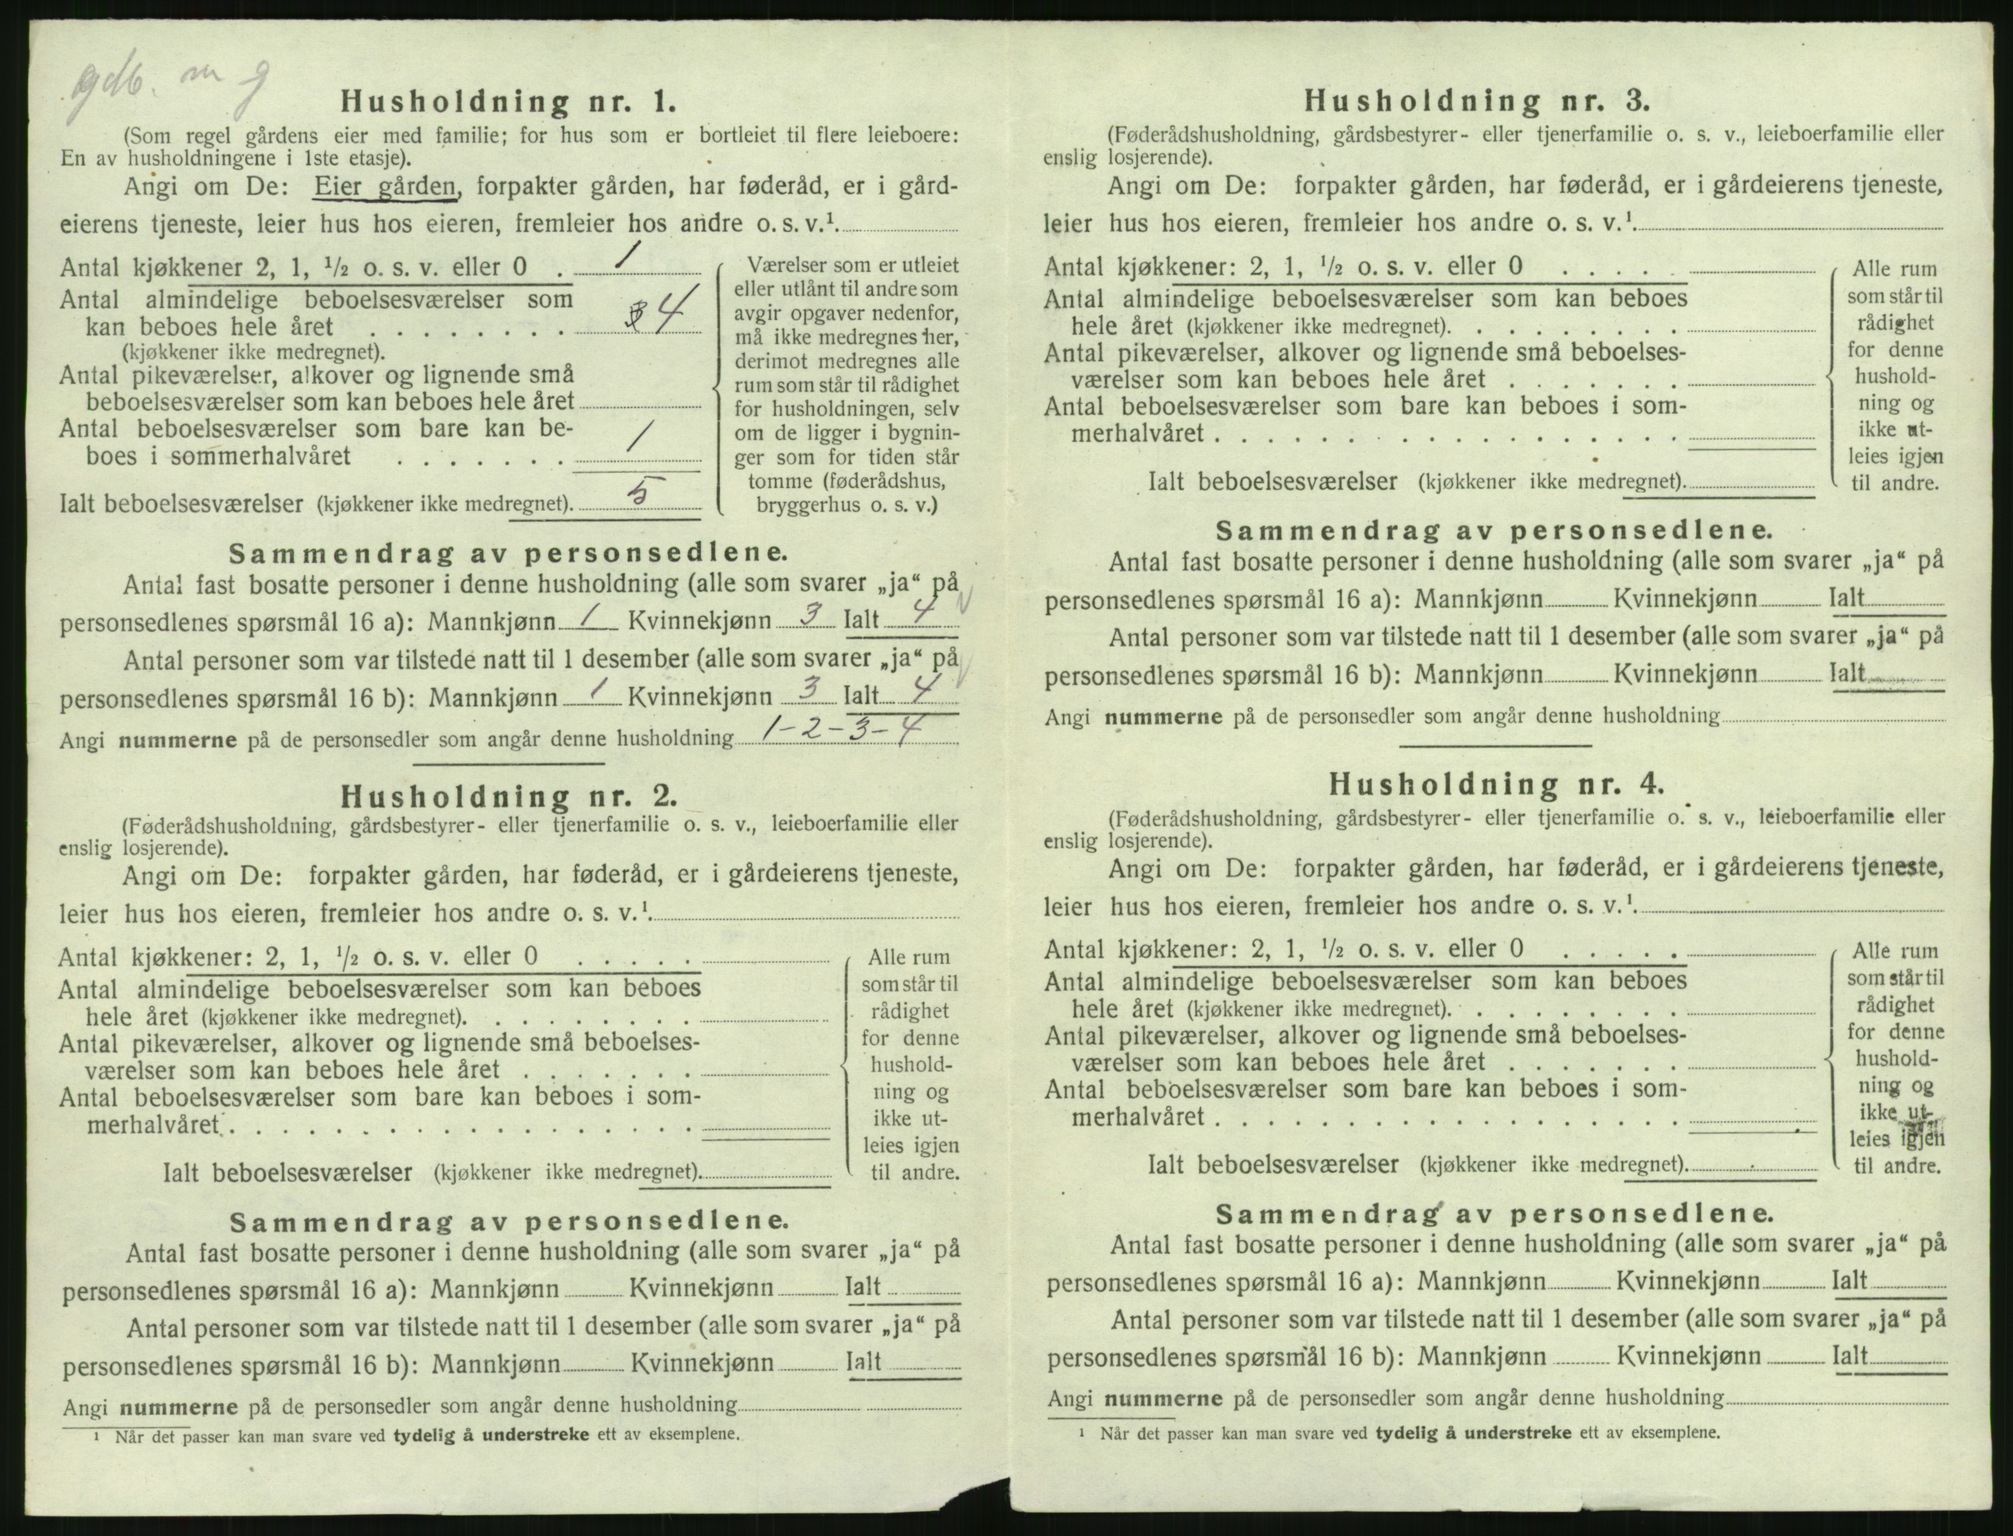 gdb. m g
Husholdning nr. 1.
(Som regel gårdens eier med familie; for hus som er bortleiet til flere leieboere:
En av husholdningene i 1ste etasje).
Angi om De: Eier gården, forpakter gården, har føderåd, er i gård-
eierens tjeneste, leier hus hos eieren, fremleier hos andre o. s. v.¹.
Antal kjøkkener 2, 1, ½ o. s. v. eller 0 . 1
Antal almindelige beboelsesværelser som
kan beboes hele året . . . . . . . . 4
(kjøkkener ikke medregnet).
Antal pikeværelser, alkover og lignende små
beboelsesværelser som kan beboes hele året
Antal beboelsesværelser som bare kan be-
boes i sommerhalvåret . . . . . . . 1
Ialt beboelsesværelser (kjøkkener ikke medregnet). 5
Værelser som er utleiet
eller utlånt til andre som
avgir opgaver nedenfor,
må ikke medregnes her,
derimot medregnes alle
rum som står til rådighet
for husholdningen, selv
om de ligger i bygnin-
ger som for tiden står
tomme (føderådshus,
bryggerhus o. s. v.)
Sammendrag av personsedlene.
Antal fast bosatte personer i denne husholdning (alle som svarer „ja“ på
personsedlenes spørsmål 16 a): Mannkjønn 1 Kvinnekjønn 3 Ialt 4
Antal personer som var tilstede natt til 1 desember (alle som svarer „ja“ på
personsedlenes spørsmål 16 b): Mannkjønn 1 Kvinnekjønn 3 Ialt 4
Angi nummerne på de personsedler som angår denne husholdning 1-2-3-4
Husholdning nr. 2.
(Føderådshusholdning, gårdsbestyrer- eller tjenerfamilie o. s. v., leieboerfamilie eller
enslig losjerende).
Angi om De: forpakter gården, har føderåd, er i gårdeierens tjeneste,
leier hus hos eieren, fremleier hos andre o. s. v.¹.
Antal kjøkkener: 2, 1, ½ o. s. v. eller 0 . . . . .
Antal almindelige beboelsesværelser som kan beboes
hele året (kjøkkener ikke medregnet). . . . . . . . .
Antal pikeværelser, alkover og lignende små beboelses-
værelser som kan beboes hele året . . . . . . .
Antal beboelsesværelser som bare kan beboes i som-
merhalvåret . . . . . . . . . . . . . . . . .
Ialt beboelsesværelser (kjøkkener ikke medregnet).
Alle rum
som står til
rådighet
for denne
hushold-
ning og
ikke ut-
leies igjen
til andre.
Sammendrag av personsedlene.
Antal fast bosatte personer i denne husholdning (alle som svarer „ja“ på
personsedlenes spørsmål 16 a): Mannkjønn Kvinnekjønn Ialt
Antal personer som var tilstede natt til 1 desember (alle som svarer „ja“ på
personsedlenes spørsmål 16 b): Mannkjønn Kvinnekjønn Ialt
Angi nummerne på de personsedler som angår denne husholdning
¹ Når det passer kan man svare ved tydelig å understreke ett av eksemplene.
Husholdning nr. 3.
(Føderådshusholdning, gårdsbestyrer- eller tjenerfamilie o. s. v., leieboerfamilie eller
enslig losjerende).
Angi om De: forpakter gården, har føderåd, er i gårdeierens tjeneste,
leier hus hos eieren, fremleier hos andre o. s. v.¹.
Antal kjøkkener: 2, 1, ½ o. s. v. eller 0 . . . . .
Antal almindelige beboelsesværelser som kan beboes
hele året (kjøkkener ikke medregnet). . . . . . . . .
Antal pikeværelser, alkover og lignende små beboelses-
værelser som kan beboes hele året . . . . . . .
Antal beboelsesværelser som bare kan beboes i som-
merhalvåret . . . . . . . . . . . . . . . . .
Ialt beboelsesværelser (kjøkkener ikke medregnet).
Alle rum
som står til
rådighet
for denne
hushold-
ning og
ikke ut-
leies igjen
til andre.
Sammendrag av personsedlene.
Antal fast bosatte personer i denne husholdning (alle som svarer „ja“ på
personsedlenes spørsmål 16 a): Mannkjønn Kvinnekjønn Ialt
Antal personer som var tilstede natt til 1 desember (alle som svarer „ja“ på
personsedlenes spørsmål 16 b): Mannkjønn Kvinnekjønn Ialt
Angi nummerne på de personsedler som angår denne husholdning
Husholdning nr. 4.
(Føderådshusholdning, gårdsbestyrer- eller tjenerfamilie o. s. v., leieboerfamilie eller
enslig losjerende).
Angi om De: forpakter gården, har føderåd, er i gårdeierens tjeneste,
leier hus hos eieren, fremleier hos andre o. s. v.¹.
Antal kjøkkener: 2, 1, ½ o. s. v. eller 0 . . . . .
Antal almindelige beboelsesværelser som kan beboes
hele året (kjøkkener ikke medregnet). . . . . . . . .
Antal pikeværelser, alkover og lignende små beboelses-
værelser som kan beboes hele året . . . . . . .
Antal beboelsesværelser som bare kan beboes i som-
merhalvåret . . . . . . . . . . . . . . . . .
Ialt beboelsesværelser (kjøkkener ikke medregnet).
Alle rum
som står til
rådighet
for denne
hushold-
ning og
ikke ut-
leies igjen
til andre.
Sammendrag av personsedlene.
Antal fast bosatte personer i denne husholdning (alle som svarer „ja“ på
personsedlenes spørsmål 16 a): Mannkjønn Kvinnekjønn Ialt
Antal personer som var tilstede natt til 1 desember (alle som svarer „ja“ på
personsedlenes spørsmål 16 b): Mannkjønn Kvinnekjønn Ialt
Angi nummerne på de personsedler som angår denne husholdning
¹ Når det passer kan man svare ved tydelig å understreke ett av eksemplene.